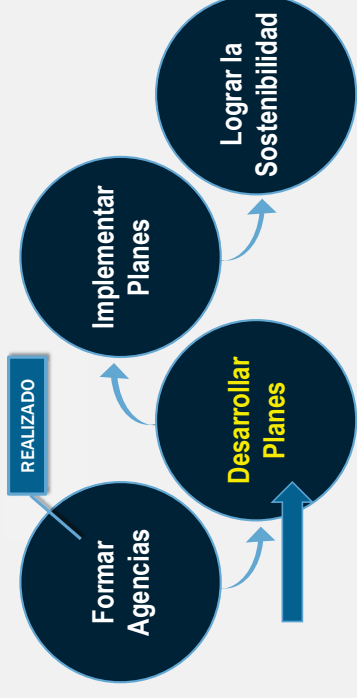 REALIZADO
Formar
Agencias
Desarrollar
Planes
Implementar
Planes
Lograr la
Sostenibilidad